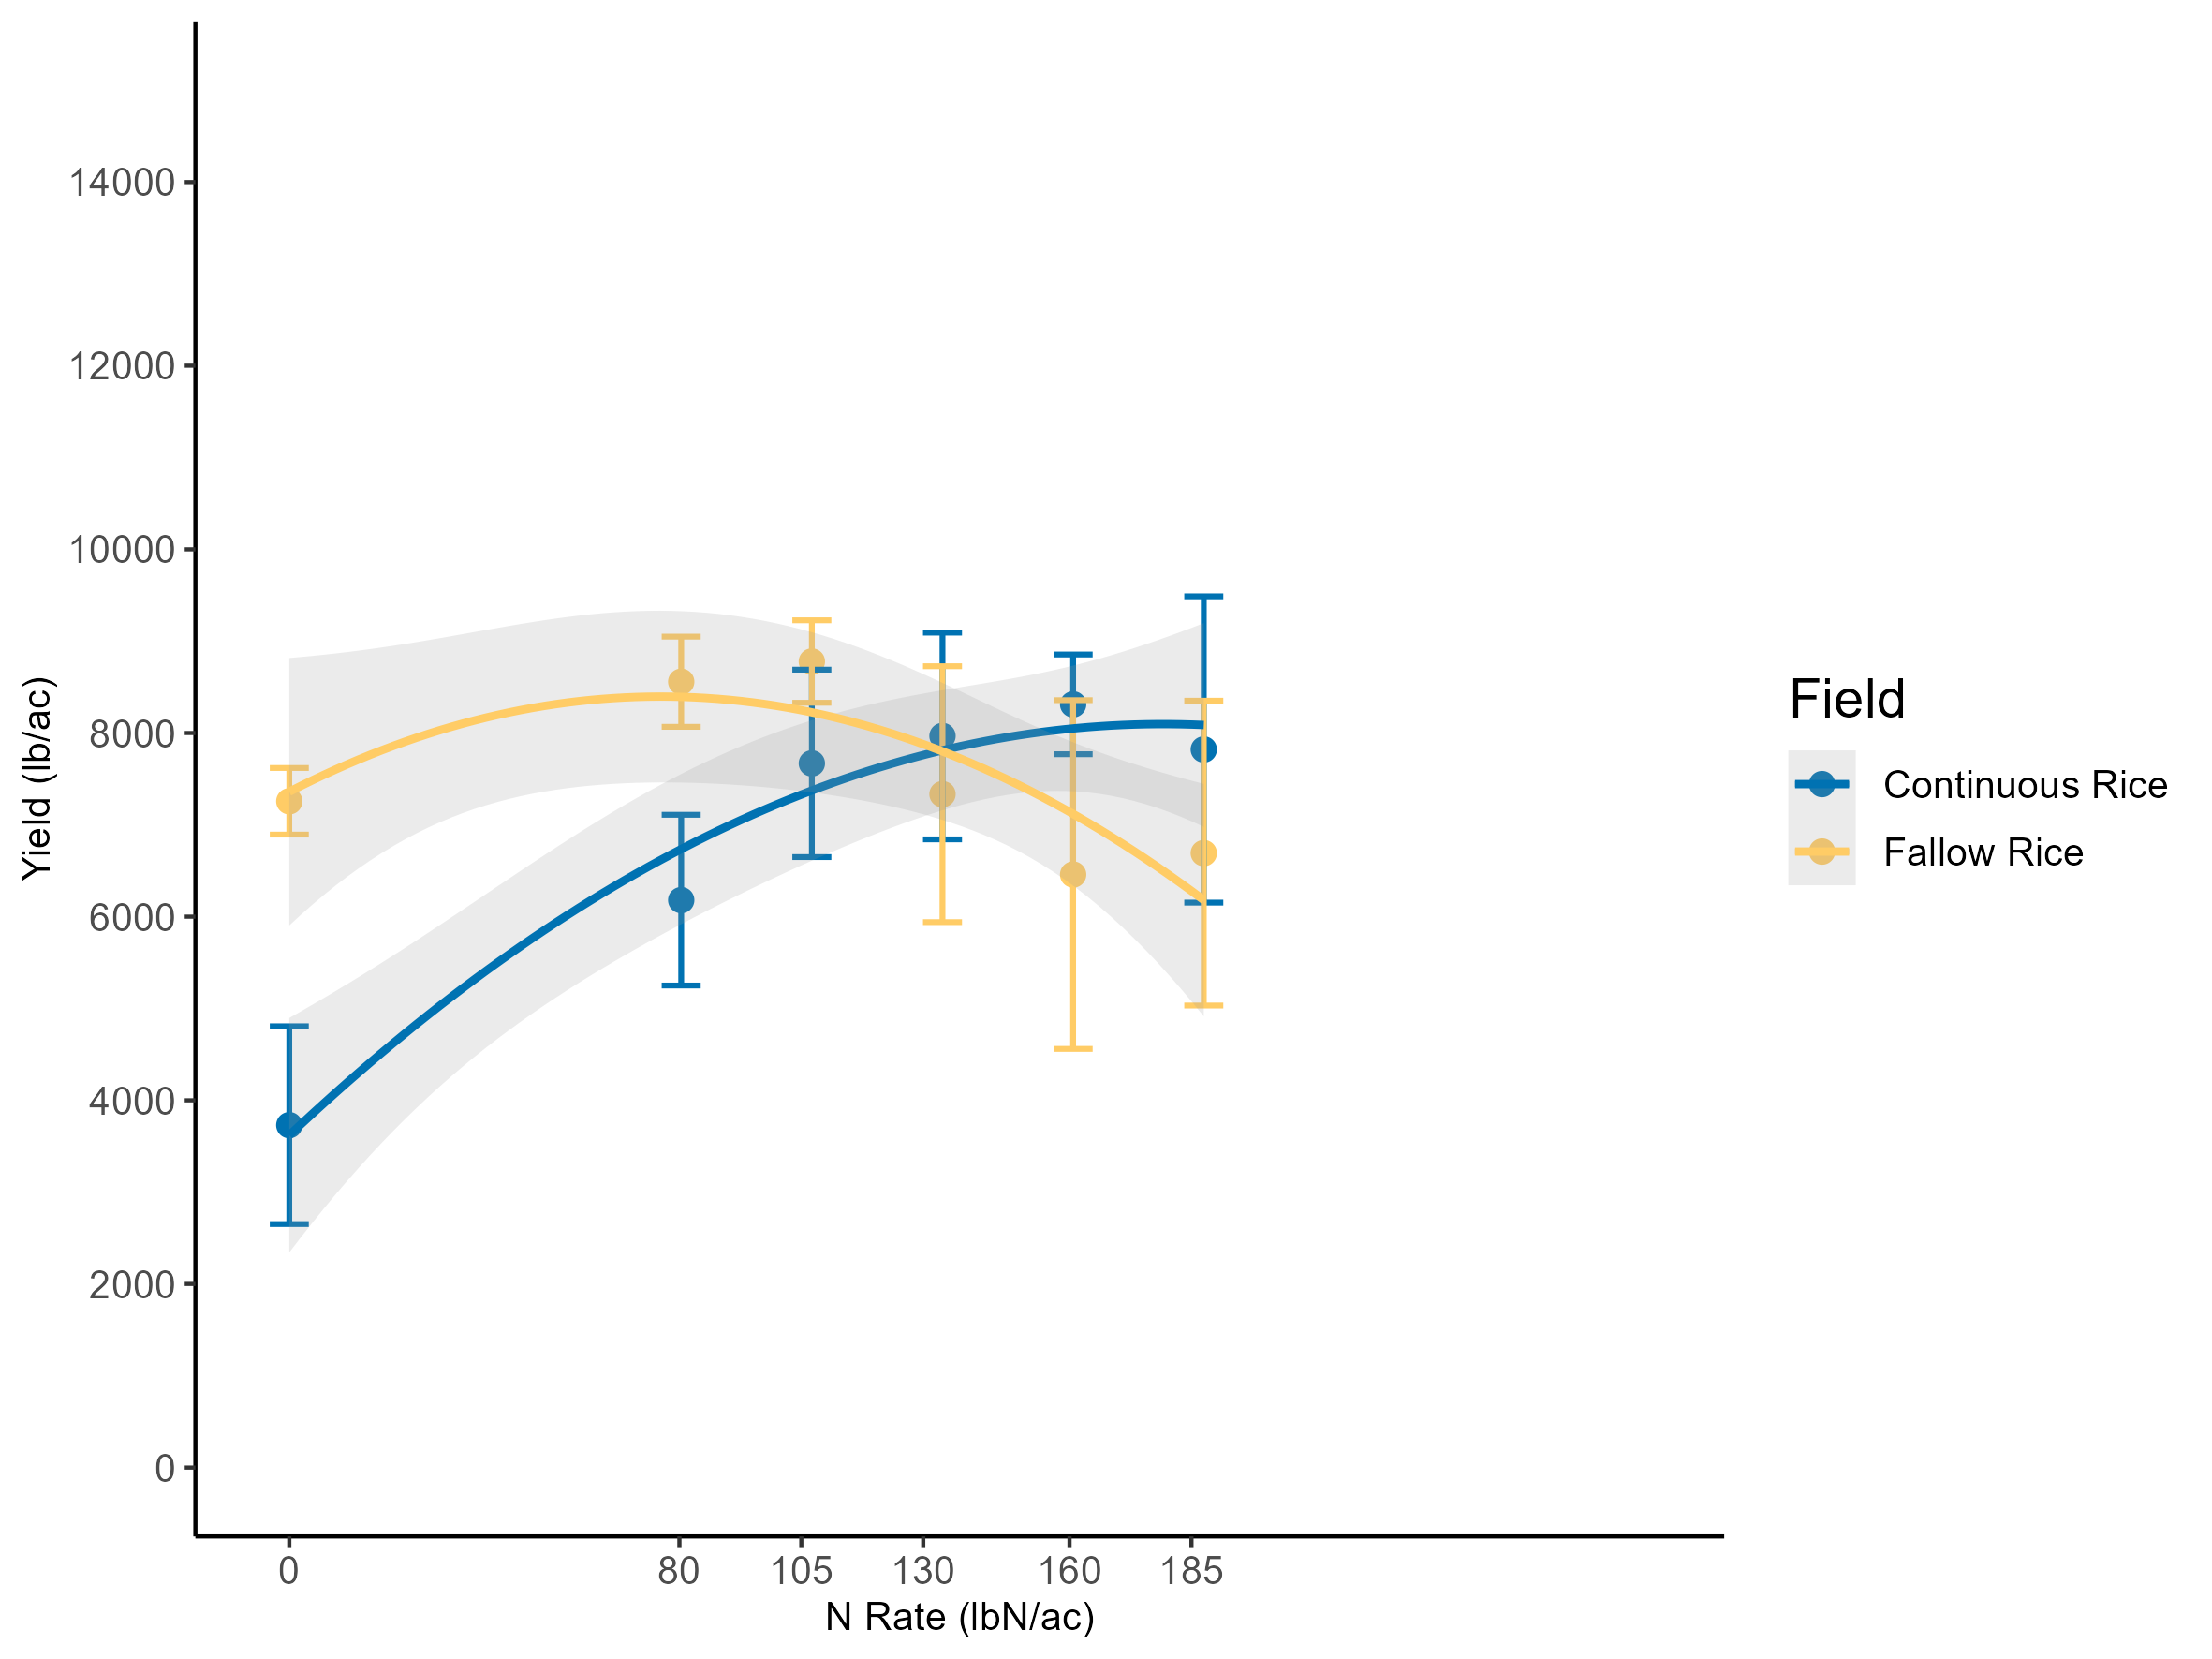 14000
12000
10000
8000
6000
4000
2000
0
Yield (lb/ac)
0 80 105 130 160 185
N Rate (lbN/ac)
Field
Continuous Rice
Fallow Rice